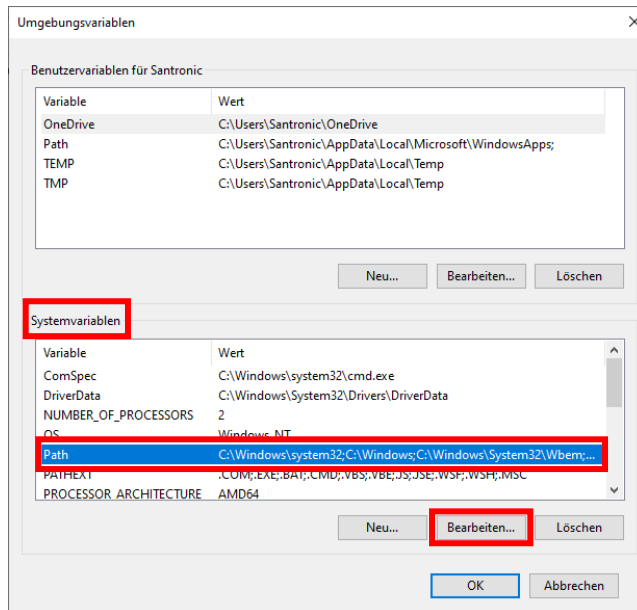 Umgebungsvariablen
Benutzervariablen für Santronic
Variable Wert
OneDrive C:\Users\Santronic\OneDrive
Path C:\Users\Santronic\AppData\Local\Microsoft\WindowsApps;
TEMP C:\Users\Santronic\AppData\Local\Temp
TMP C:\Users\Santronic\AppData\Local\Temp
Neu... Bearbeiten... Löschen
Systemvariablen
Variable Wert
ComSpec C:\Windows\system32\cmd.exe
DriverData C:\Windows\System32\Drivers\DriverData
NUMBER_OF_PROCESSORS 2
OS Windows_NT
Path C:\Windows\system32;C:\Windows;C:\Windows\System32\Wbem;...
PATHEXT .COM;.EXE;.BAT;.CMD;.VBS;.VBE;.JS;.JSE;.WSF;.WSH;.MSC
PROCESSOR_ARCHITECTURE AMD64
Neu... Bearbeiten... Löschen
OK Abbrechen